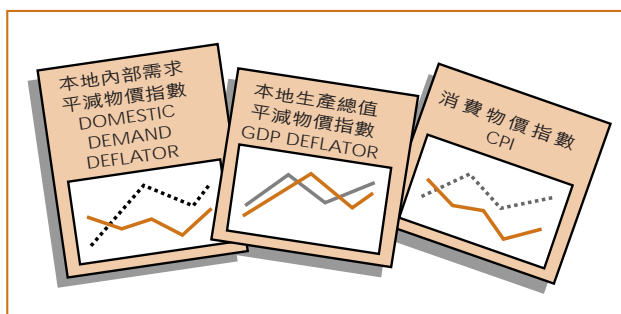 本地內部需求
平減物價指數
DOMESTIC
DEMAND
DEFLATOR
本地生產總值
平減物價指數
GDP DEFLATOR
消費物價指數
CPI